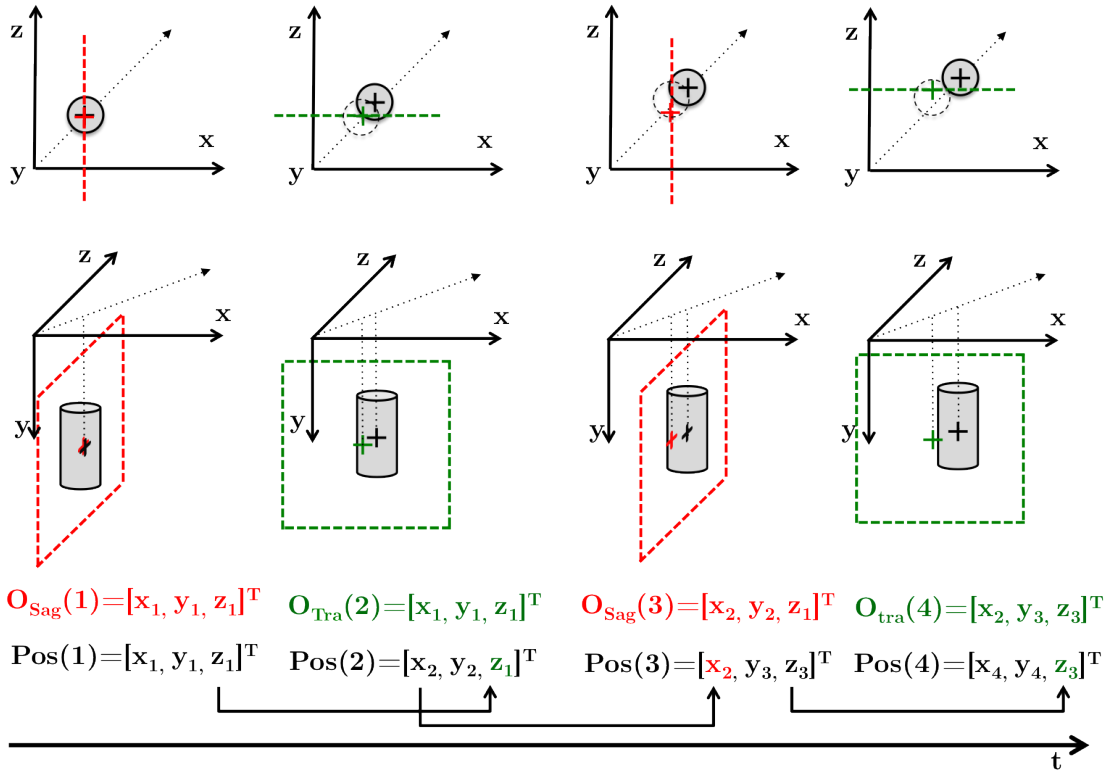 z
x
y
z
x
y
z
x
y
z
x
y
z
x
y
z
x
y
z
x
y
z
x
y
O_Sag(1)=[x_1, y_1, z_1]^T
O_Tra(2)=[x_1, y_1, z_1]^T
O_Sag(3)=[x_2, y_2, z_1]^T
O_tra(4)=[x_2, y_3, z_3]^T
Pos(1)=[x_1, y_1, z_1]^T
Pos(2)=[x_2, y_2, z_1]^T
Pos(3)=[x_2, y_3, z_3]^T
Pos(4)=[x_4, y_4, z_3]^T
t